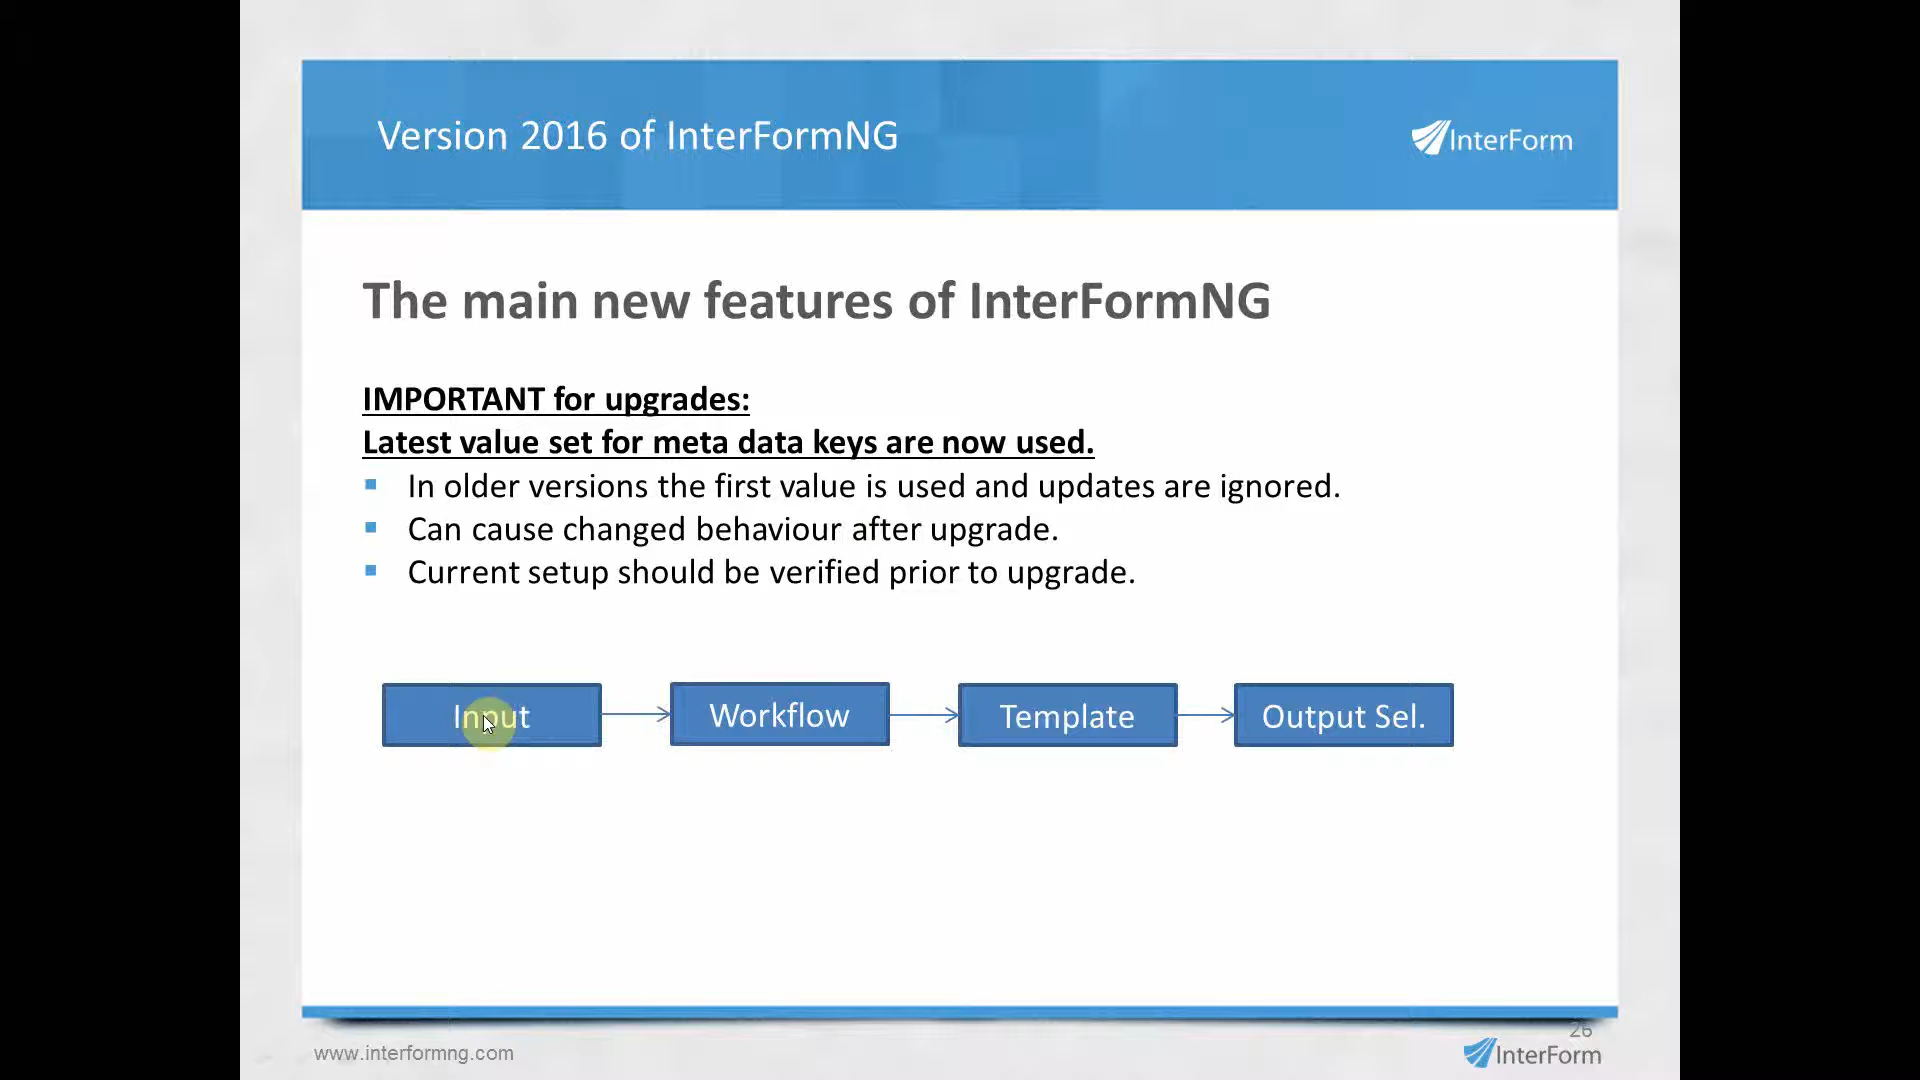 Version 2016 of InterFormNG
InterForm
The main new features of InterFormNG
IMPORTANT for upgrades:
Latest value set for meta data keys are now used.
In older versions the first value is used and updates are ignored.
Can cause changed behaviour after upgrade.
Current setup should be verified prior to upgrade.
Input
Workflow
Template
Output Sel.
26
www.interformng.com
InterForm